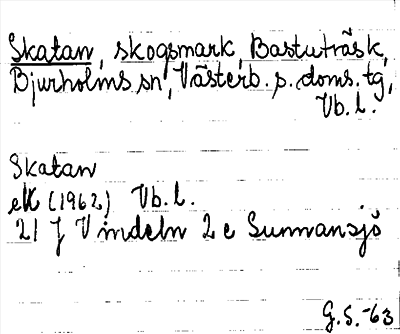 Skatan, skogsmark, Bastuträsk,
Bjurholms sn, Västerb. s. doms. tg,
Vb. l.
Skatan
ek (1962) Vb. l.
21 J Vindeln 2 e Sunnansjö
G. S. -63